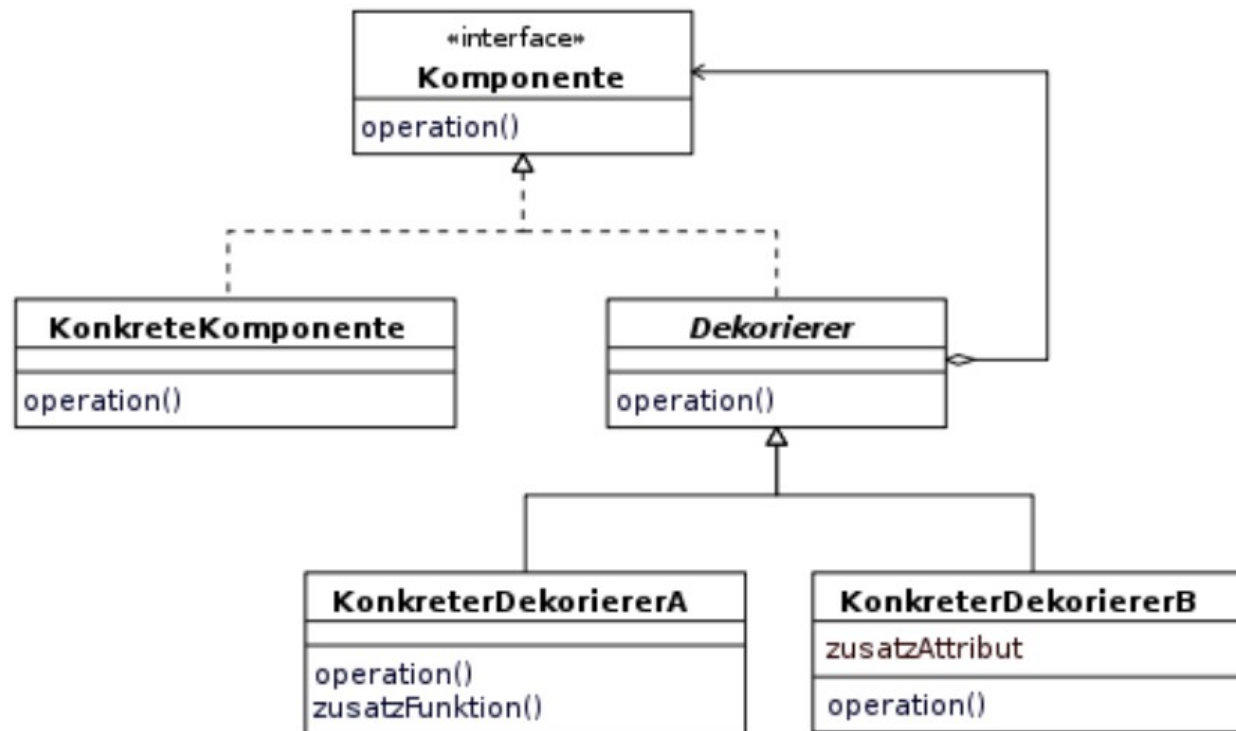 «interface»
Komponente
operation()
KonkreteKomponente
operation()
Dekorierer
operation()
KonkreterDekoriererA
operation()
zusatzFunktion()
KonkreterDekoriererB
zusatzAttribut
operation()